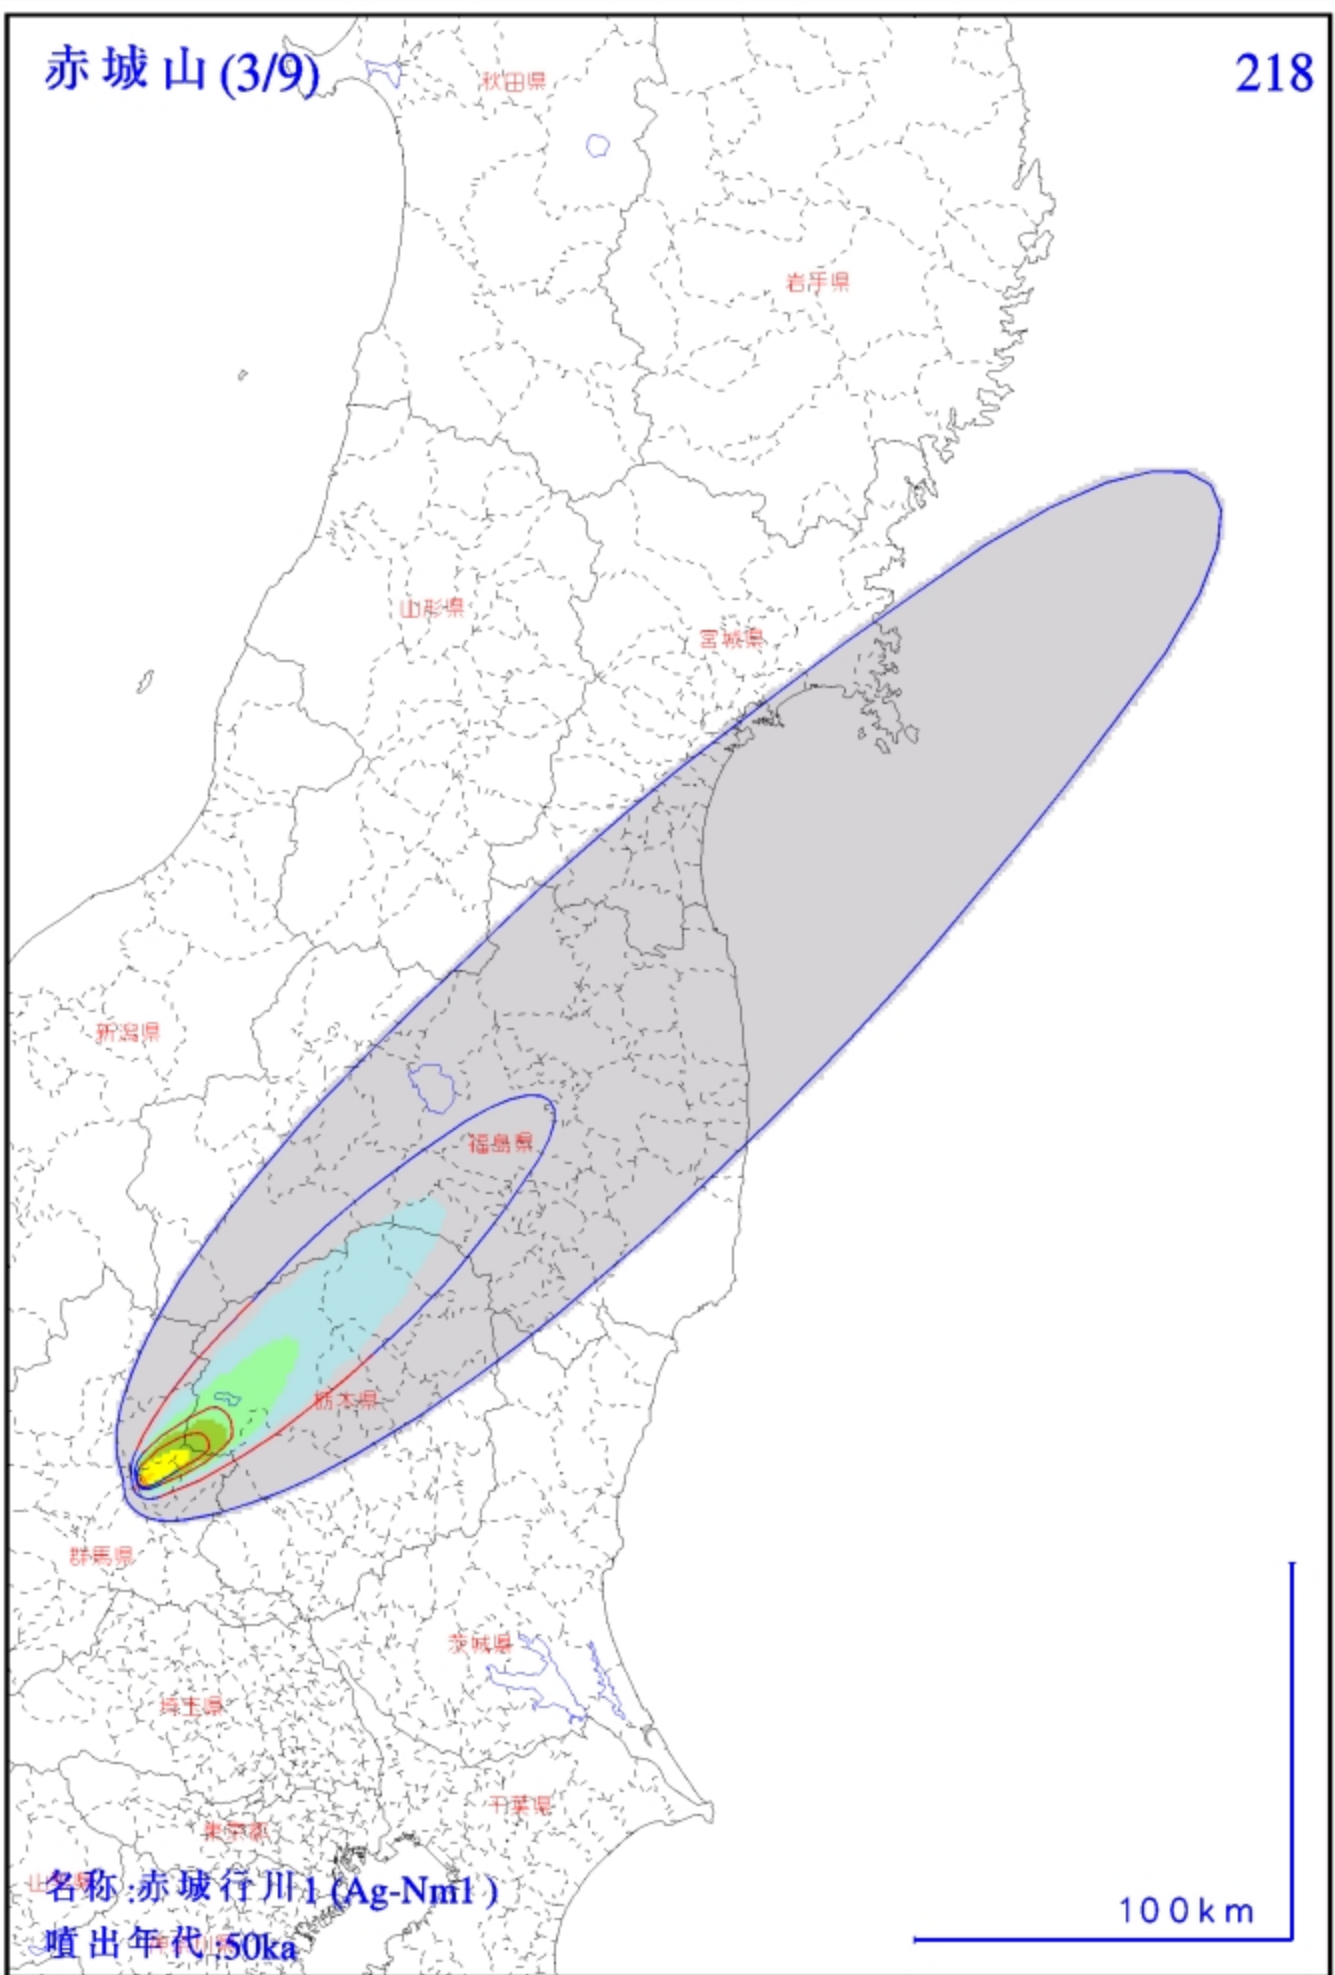 赤城山(3/9)
218
秋田県
岩手県
山形県
宮城県
新潟県
福島県
栃木県
群馬県
茨城県
埼玉県
千葉県
東京都
名称:赤城行川1(Ag-Nm1)
100km
噴出年代:50ka